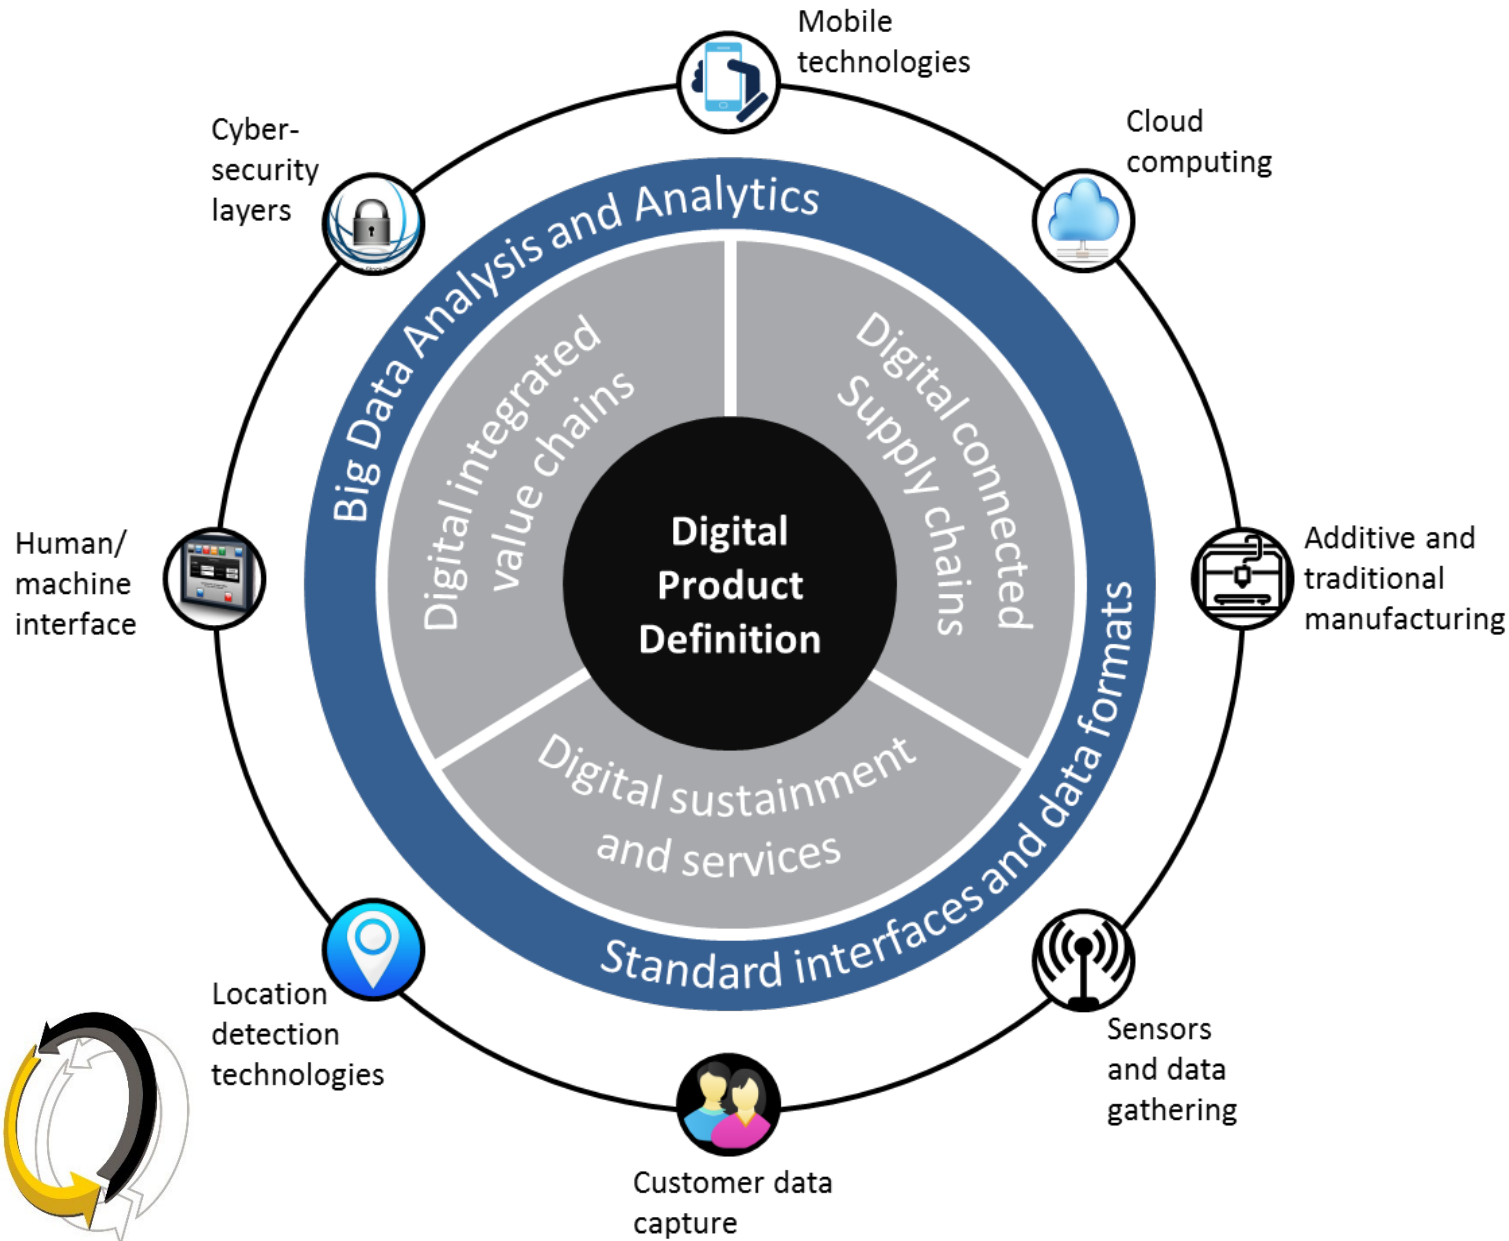 Mobile
technologies
Cloud
computing
Cyber-
security
layers
Big Data Analysis and Analytics
Digital integrated
value chains
Digital connected
Supply chains
Digital
Product
Definition
Human/
machine
interface
Additive and
traditional
manufacturing
Digital sustainment
and services
Standard interfaces and data formats
Location
detection
technologies
Sensors
and data
gathering
Customer data
capture